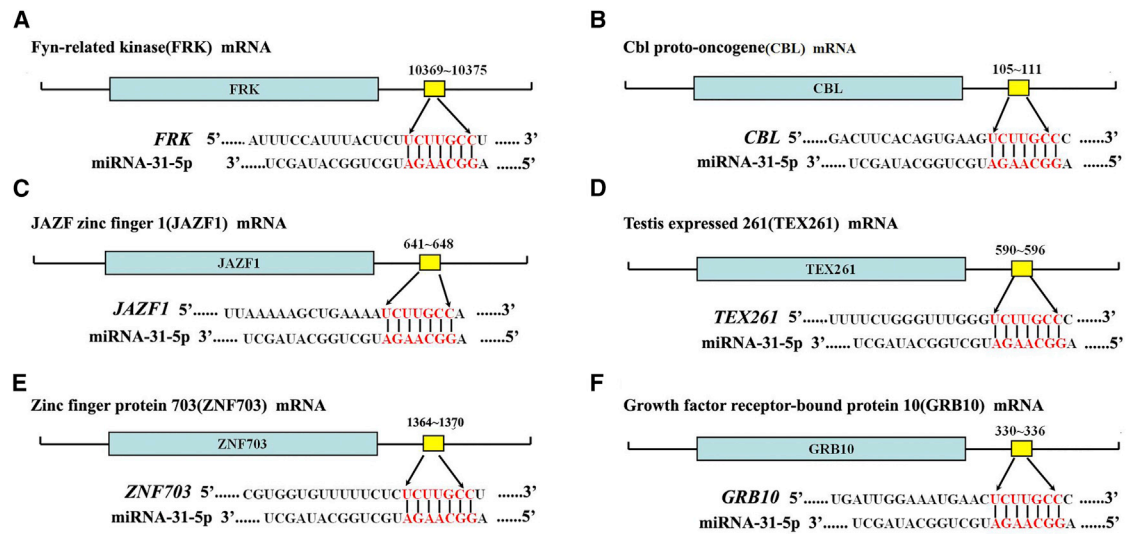 A
Fyn-related kinase(FRK) mRNA
10369~10375
FRK
FRK 5’...... AUUUCCAUUUACUCUUCUUGCCU ...... 3’
miRNA-31-5p 3’......UCGAUACGGUCGUAGAACGGA ......5’
B
Cbl proto-oncogene(CBL) mRNA
105~111
CBL
CBL 5’......GACUUCACAGUGAAGUCUUGCCC ......3’
miRNA-31-5p 3’......UCGAUACGGUCGUAGAACGGA ......5’
C
JAZF zinc finger 1(JAZF1) mRNA
641~648
JAZF1
JAZF1 5’...... UUAAAAAGCUGAAAAUCUUGCCA ......3’
miRNA-31-5p 3’...... UCGAUACGGUCGUAGAACGGA ......5’
D
Testis expressed 261(TEX261) mRNA
590~596
TEX261
TEX261 5’......UUUUCUGGGUUUGGGUCUUGCCC ......3’
miRNA-31-5p 3’......UCGAUACGGUCGUAGAACGGA ......5’
E
Zinc finger protein 703(ZNF703) mRNA
1364~1370
ZNF703
ZNF703 5’...... CGUGGUGUUUUUCUCUCUUGCCU ......3’
miRNA-31-5p 3’...... UCGAUACGGUCGUAGAACGGA ......5’
F
Growth factor receptor-bound protein 10(GRB10) mRNA
330~336
GRB10
GRB10 5’......UGAUUGGAAAUGAACUCUUGCCC ......3’
miRNA-31-5p 3’......UCGAUACGGUCGUAGAACGGA ......5’